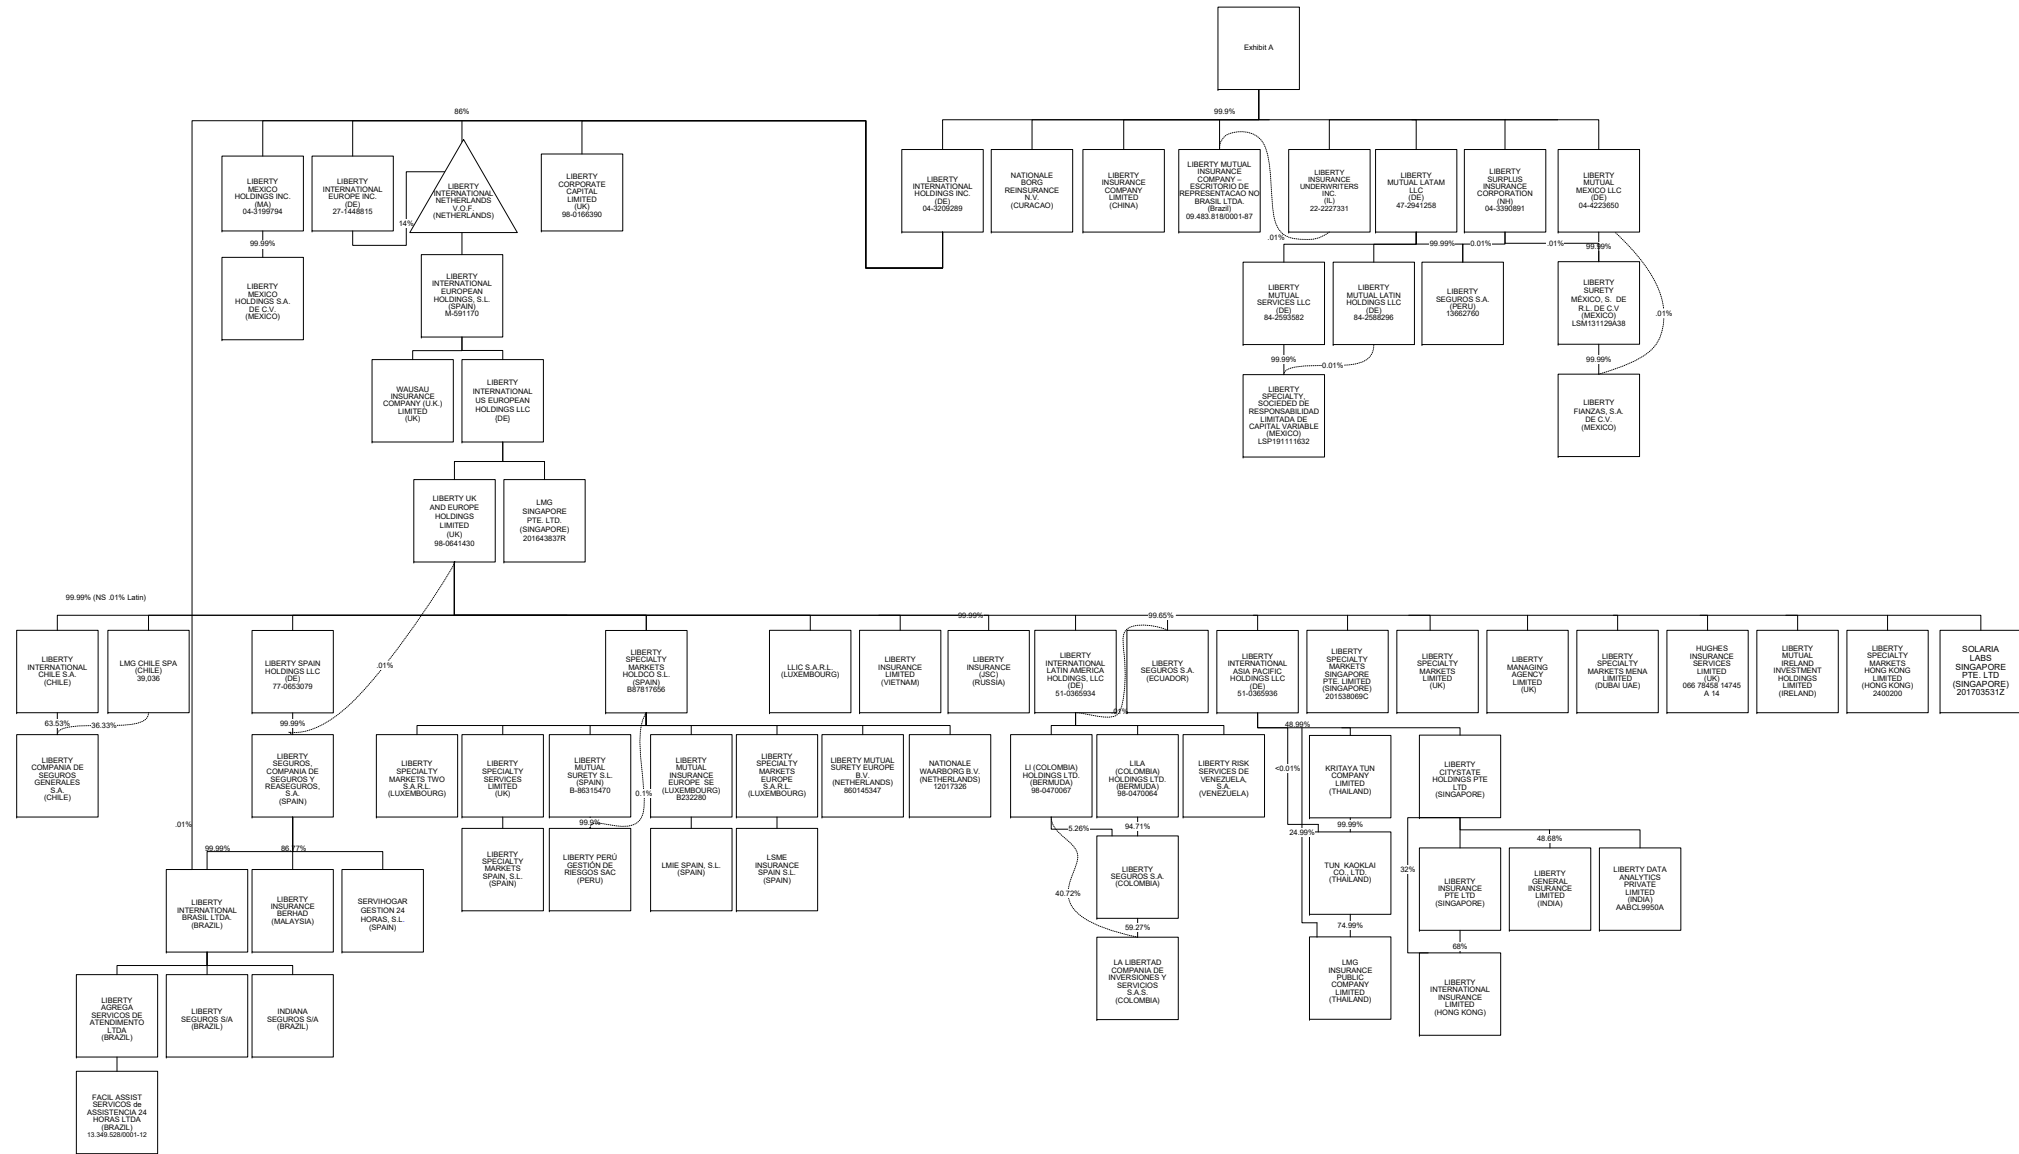 Exhibit A
86%
99.9%
LIBERTY
MEXICO
HOLDINGS INC.
(MA)
04-3199794
LIBERTY
INTERNATIONAL
EUROPE INC.
(DE)
27-1448815
LIBERTY
INTERNATIONAL
NETHERLANDS
V.O.F.
(NETHERLANDS)
14%
LIBERTY
CORPORATE
CAPITAL
LIMITED
(UK)
98-0166390
LIBERTY
INTERNATIONAL
HOLDINGS INC.
(DE)
04-3209289
NATIONALE
BORG
REINSURANCE
N.V.
(CURACAO)
LIBERTY
INSURANCE
COMPANY
LIMITED
(CHINA)
LIBERTY MUTUAL
INSURANCE
COMPANY –
ESCRITORIO DE
REPRESENTACAO NO
BRASIL LTDA.
(Brazil)
09.483.818/0001-87
LIBERTY
INSURANCE
UNDERWRITERS
INC.
(IL)
22-2227331
LIBERTY
MUTUAL LATAM
LLC
(DE)
47-2941258
LIBERTY
SURPLUS
INSURANCE
CORPORATION
(NH)
04-3390891
LIBERTY
MUTUAL
MEXICO LLC
(DE)
04-4223650
99.99%
.01%
99.99%
0.01%
.01%
99.99%
LIBERTY
MEXICO
HOLDINGS S.A.
DE C.V.
(MEXICO)
LIBERTY
INTERNATIONAL
EUROPEAN
HOLDINGS, S.L.
(SPAIN)
M-591170
LIBERTY
MUTUAL
SERVICES LLC
(DE)
84-2593582
LIBERTY
MUTUAL LATIN
HOLDINGS LLC
(DE)
84-2588296
LIBERTY
SEGUROS S.A.
(PERU)
13662760
LIBERTY
SURETY
MÉXICO, S. DE
R.L. DE C.V
(MEXICO)
LSM131129A38
.01%
99.99%
0.01%
99.99%
WAUSAU
INSURANCE
COMPANY (U.K.)
LIMITED
(UK)
LIBERTY
INTERNATIONAL
US EUROPEAN
HOLDINGS LLC
(DE)
LIBERTY
SPECIALTY,
SOCIEDED DE
RESPONSABILIDAD
LIMITADA DE
CAPITAL VARIABLE
(MEXICO)
LSP191111632
LIBERTY
FIANZAS, S.A.
DE C.V.
(MEXICO)
LIBERTY UK
AND EUROPE
HOLDINGS
LIMITED
(UK)
98-0641430
LMG
SINGAPORE
PTE. LTD.
(SINGAPORE)
201643837R
99.99% (NS .01% Latin)
99.99%
99.65%
LIBERTY
INTERNATIONAL
CHILE S.A.
(CHILE)
LMG CHILE SPA
(CHILE)
39,036
LIBERTY SPAIN
HOLDINGS LLC
(DE)
77-0653079
.01%
LIBERTY
SPECIALTY
MARKETS
HOLDCO S.L.
(SPAIN)
B87817656
LLIC S.A.R.L.
(LUXEMBOURG)
LIBERTY
INSURANCE
LIMITED
(VIETNAM)
LIBERTY
INSURANCE
(JSC)
(RUSSIA)
LIBERTY
INTERNATIONAL
LATIN AMERICA
HOLDINGS, LLC
(DE)
51-0365934
LIBERTY
SEGUROS S.A.
(ECUADOR)
LIBERTY
INTERNATIONAL
ASIA PACIFIC
HOLDINGS LLC
(DE)
51-0365936
LIBERTY
SPECIALTY
MARKETS
SINGAPORE
PTE. LIMITED
(SINGAPORE)
201538069C
LIBERTY
SPECIALTY
MARKETS
LIMITED
(UK)
LIBERTY
MANAGING
AGENCY
LIMITED
(UK)
LIBERTY
SPECIALTY
MARKETS MENA
LIMITED
(DUBAI UAE)
HUGHES
INSURANCE
SERVICES
LIMITED
(UK)
066 78458 14745
A 14
LIBERTY
MUTUAL
IRELAND
INVESTMENT
HOLDINGS
LIMITED
(IRELAND)
LIBERTY
SPECIALTY
MARKETS
HONG KONG
LIMITED
(HONG KONG)
2400200
SOLARIA
LABS
SINGAPORE
PTE. LTD
(SINGAPORE)
201703531Z
63.53%
36.33%
99.99%
.01%
48.99%
LIBERTY
COMPANIA DE
SEGUROS
GENERALES
S.A.
(CHILE)
LIBERTY
SEGUROS,
COMPANIA DE
SEGUROS Y
REASEGUROS,
S.A.
(SPAIN)
LIBERTY
SPECIALTY
MARKETS TWO
S.A.R.L.
(LUXEMBOURG)
LIBERTY
SPECIALTY
SERVICES
LIMITED
(UK)
LIBERTY
MUTUAL
SURETY S.L.
(SPAIN)
B-86315470
0.1%
LIBERTY
MUTUAL
INSURANCE
EUROPE SE
(LUXEMBOURG)
B232280
LIBERTY
SPECIALTY
MARKETS
EUROPE
S.A.R.L.
(LUXEMBOURG)
LIBERTY MUTUAL
SURETY EUROPE
B.V.
(NETHERLANDS)
860145347
NATIONALE
WAARBORG B.V.
(NETHERLANDS)
12017326
LI (COLOMBIA)
HOLDINGS LTD.
(BERMUDA)
98-0470067
LILA
(COLOMBIA)
HOLDINGS LTD.
(BERMUDA)
98-0470064
LIBERTY RISK
SERVICES DE
VENEZUELA,
S.A.
(VENEZUELA)
<0.01%
KRITAYA TUN
COMPANY
LIMITED
(THAILAND)
LIBERTY
CITYSTATE
HOLDINGS PTE
LTD
(SINGAPORE)
.01%
99.9%
5.26%
94.71%
24.99%
99.99%
48.68%
99.99%
86.77%
LIBERTY
SPECIALTY
MARKETS
SPAIN, S.L.
(SPAIN)
LIBERTY PERÚ
GESTIÓN DE
RIESGOS SAC
(PERU)
LMIE SPAIN, S.L.
(SPAIN)
LSME
INSURANCE
SPAIN S.L.
(SPAIN)
LIBERTY
SEGUROS S.A.
(COLOMBIA)
TUN KAOKLAI
CO., LTD.
(THAILAND)
32%
LIBERTY
INSURANCE
PTE LTD
(SINGAPORE)
LIBERTY
GENERAL
INSURANCE
LIMITED
(INDIA)
LIBERTY DATA
ANALYTICS
PRIVATE
LIMITED
(INDIA)
AABCL9950A
LIBERTY
INTERNATIONAL
BRASIL LTDA.
(BRAZIL)
LIBERTY
INSURANCE
BERHAD
(MALAYSIA)
SERVIHOGAR
GESTION 24
HORAS, S.L.
(SPAIN)
40.72%
59.27%
74.99%
68%
LA LIBERTAD
COMPANIA DE
INVERSIONES Y
SERVICIOS
S.A.S.
(COLOMBIA)
LMG
INSURANCE
PUBLIC
COMPANY
LIMITED
(THAILAND)
LIBERTY
INTERNATIONAL
INSURANCE
LIMITED
(HONG KONG)
LIBERTY
AGREGA
SERVICOS DE
ATENDIMENTO
LTDA
(BRAZIL)
LIBERTY
SEGUROS S/A
(BRAZIL)
INDIANA
SEGUROS S/A
(BRAZIL)
FACIL ASSIST
SERVICOS de
ASSISTENCIA 24
HORAS LTDA
(BRAZIL)
13.349.528/0001-12